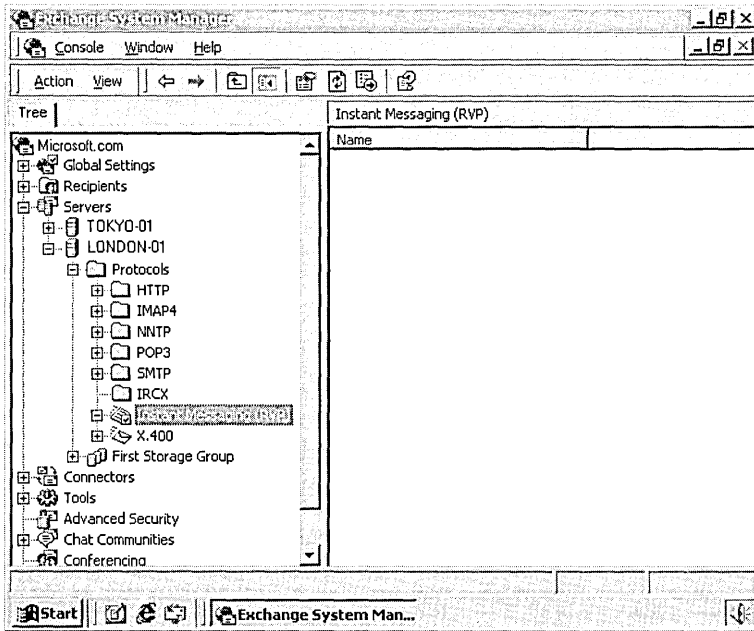 Exchange System Manager
Console Window Help
Action View
Tree
Instant Messaging (RVP)
Name
Microsoft.com
Global Settings
Recipients
Servers
TOKYO-01
LONDON-01
Protocols
HTTP
IMAP4
NNTP
POP3
SMTP
IRCX
Instant Messaging (RVP)
X.400
First Storage Group
Connectors
Tools
Advanced Security
Chat Communities
Conferencing
Start
Exchange System Man...